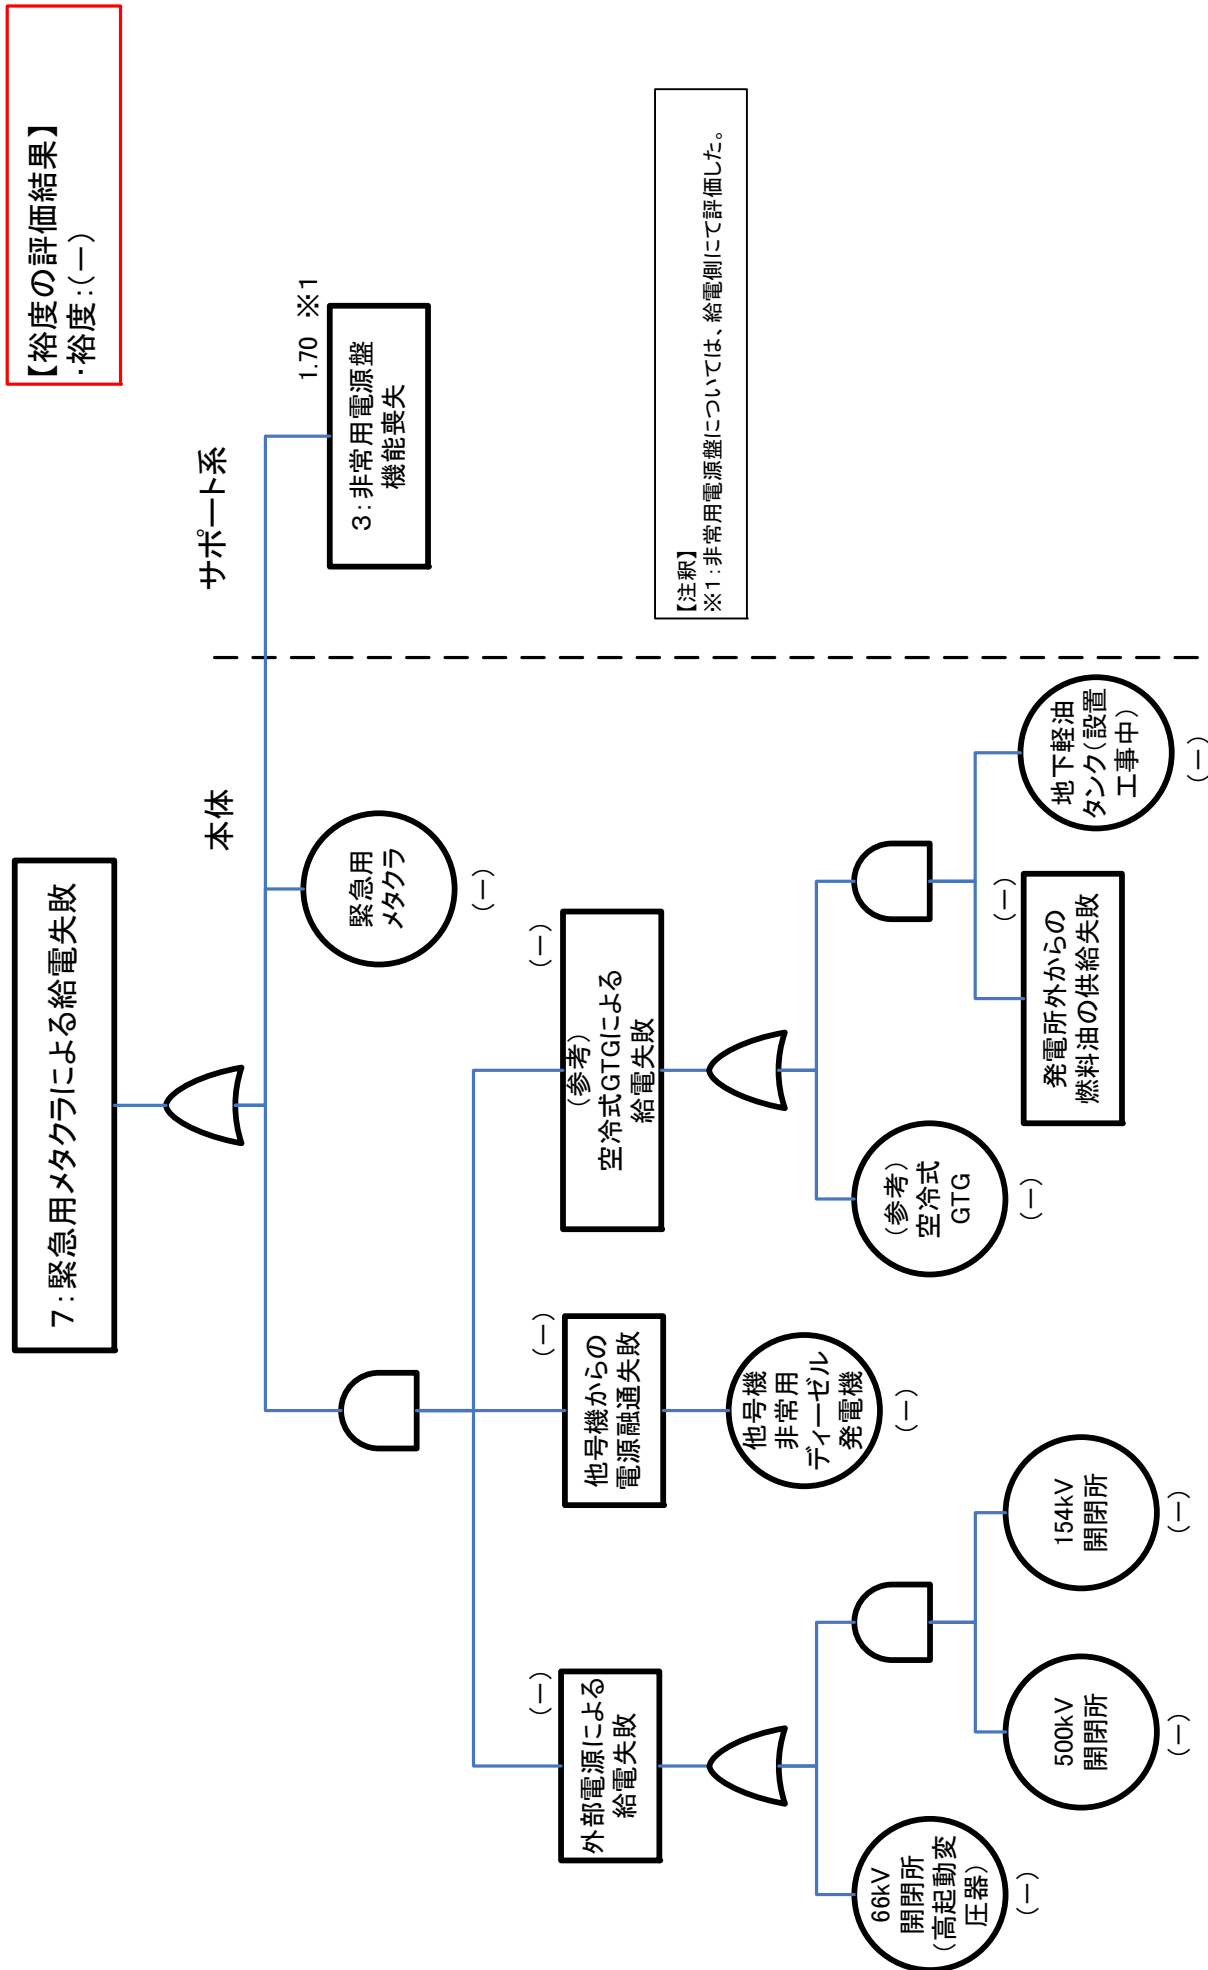 【裕度の評価結果】
・裕度:(－)
7:緊急用メタクラによる給電失敗
本体
サポート系
緊急用
メタクラ
(－)
1.70 ※1
3:非常用電源盤
機能喪失
(－)
外部電源による
給電失敗
(－)
他号機からの
電源融通失敗
(－)
(参考)
空冷式GTGによる
給電失敗
66kV
開閉所
(高起動変
圧器)
(－)
500kV
開閉所
(－)
154kV
開閉所
(－)
他号機
非常用
ディーゼル
発電機
(－)
(参考)
空冷式
GTG
(－)
(－)
発電所外からの
燃料油の供給失敗
地下軽油
タンク(設置
工事中)
(－)
【注釈】
※1:非常用電源盤については、給電側にて評価した。